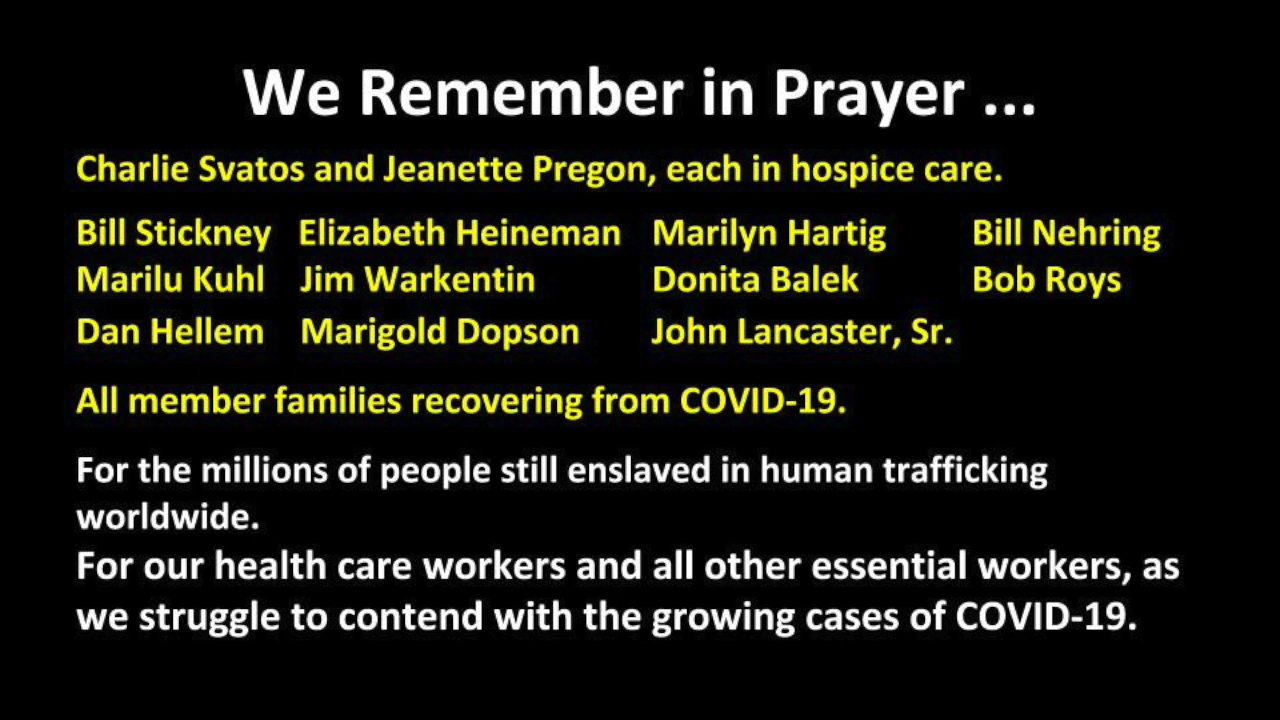 We Remember in Prayer ...
Charlie Svatos and Jeanette Pregon, each in hospice care.
Bill Stickney Elizabeth Heineman Marilyn Hartig Bill Nehring
Marilu Kuhl Jim Warkentin Donita Balek Bob Roys
Dan Hellem Marigold Dopson John Lancaster, Sr.
All member families recovering from COVID-19.
For the millions of people still enslaved in human trafficking
worldwide.
For our health care workers and all other essential workers, as
we struggle to contend with the growing cases of COVID-19.